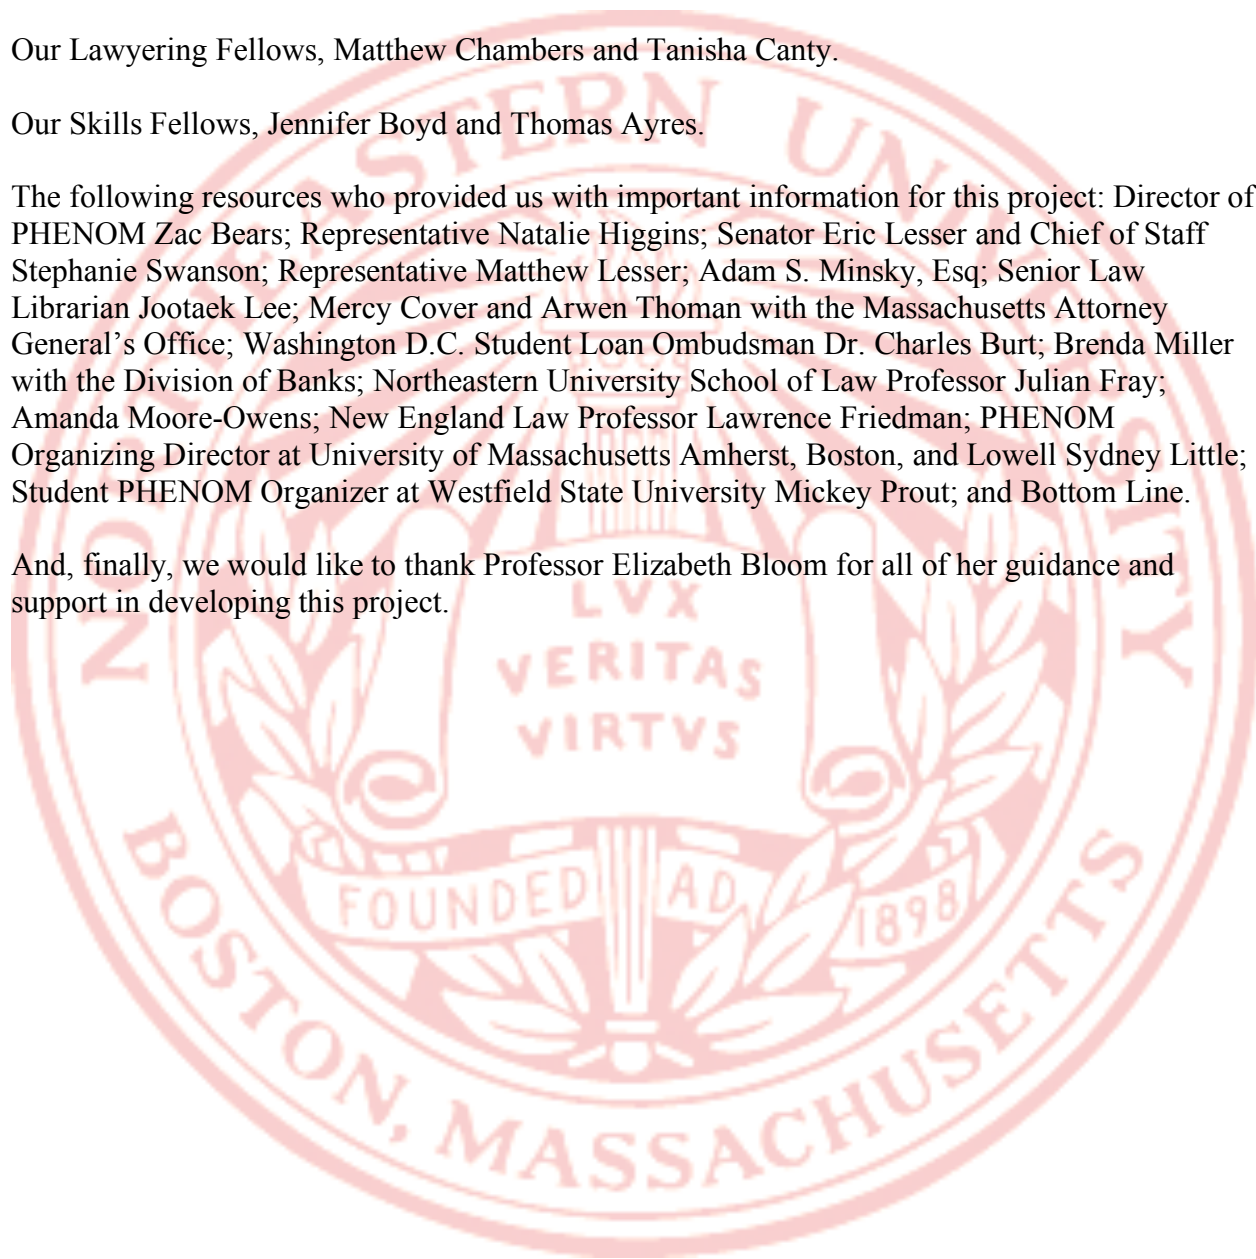 Our Lawyering Fellows, Matthew Chambers and Tanisha Canty.
Our Skills Fellows, Jennifer Boyd and Thomas Ayres.
The following resources who provided us with important information for this project: Director of
PHENOM Zac Bears; Representative Natalie Higgins; Senator Eric Lesser and Chief of Staff
Stephanie Swanson; Representative Matthew Lesser; Adam S. Minsky, Esq; Senior Law
Librarian Jootaek Lee; Mercy Cover and Arwen Thoman with the Massachusetts Attorney
General’s Office; Washington D.C. Student Loan Ombudsman Dr. Charles Burt; Brenda Miller
with the Division of Banks; Northeastern University School of Law Professor Julian Fray;
Amanda Moore-Owens; New England Law Professor Lawrence Friedman; PHENOM
Organizing Director at University of Massachusetts Amherst, Boston, and Lowell Sydney Little;
Student PHENOM Organizer at Westfield State University Mickey Prout; and Bottom Line.
And, finally, we would like to thank Professor Elizabeth Bloom for all of her guidance and
support in developing this project.
NORTHEASTERN UNIVERSITY
LVX
VERITAS
VIRTVS
FOUNDED AD 1898
BOSTON, MASSACHUSETTS